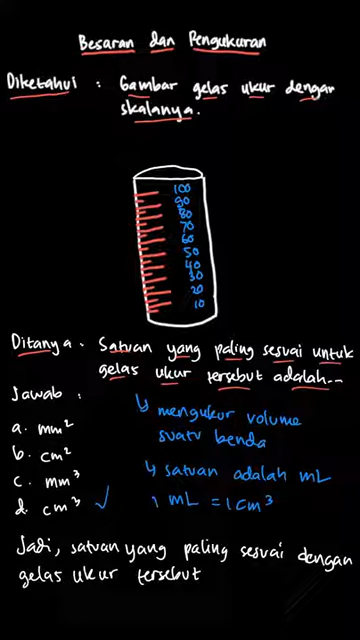 Besaran dan Pengukuran
Diketahui : Gambar gelas ukur dengan
skalanya.
100
90
80
70
60
50
40
30
20
10
Ditanya : Satuan yang paling sesuai untuk
gelas ukur tersebut adalah...
Jawab :
↳ mengukur volume
suatu benda
a. mm²
b. cm²
↳ satuan adalah mL
c. mm³
1 mL = 1 cm³
d. cm³ ✓
Jadi, satuan yang paling sesuai dengan
gelas ukur tersebut